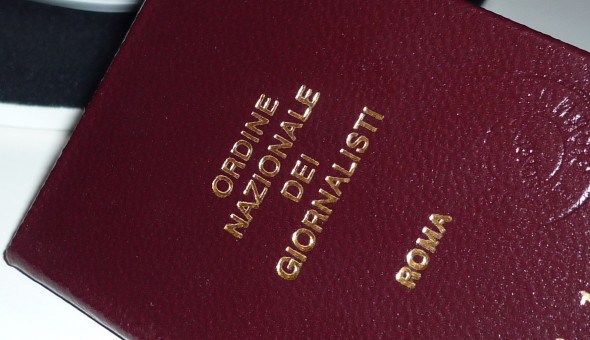 ORDINE
NAZIONALE
DEI
GIORNALISTI
ROMA